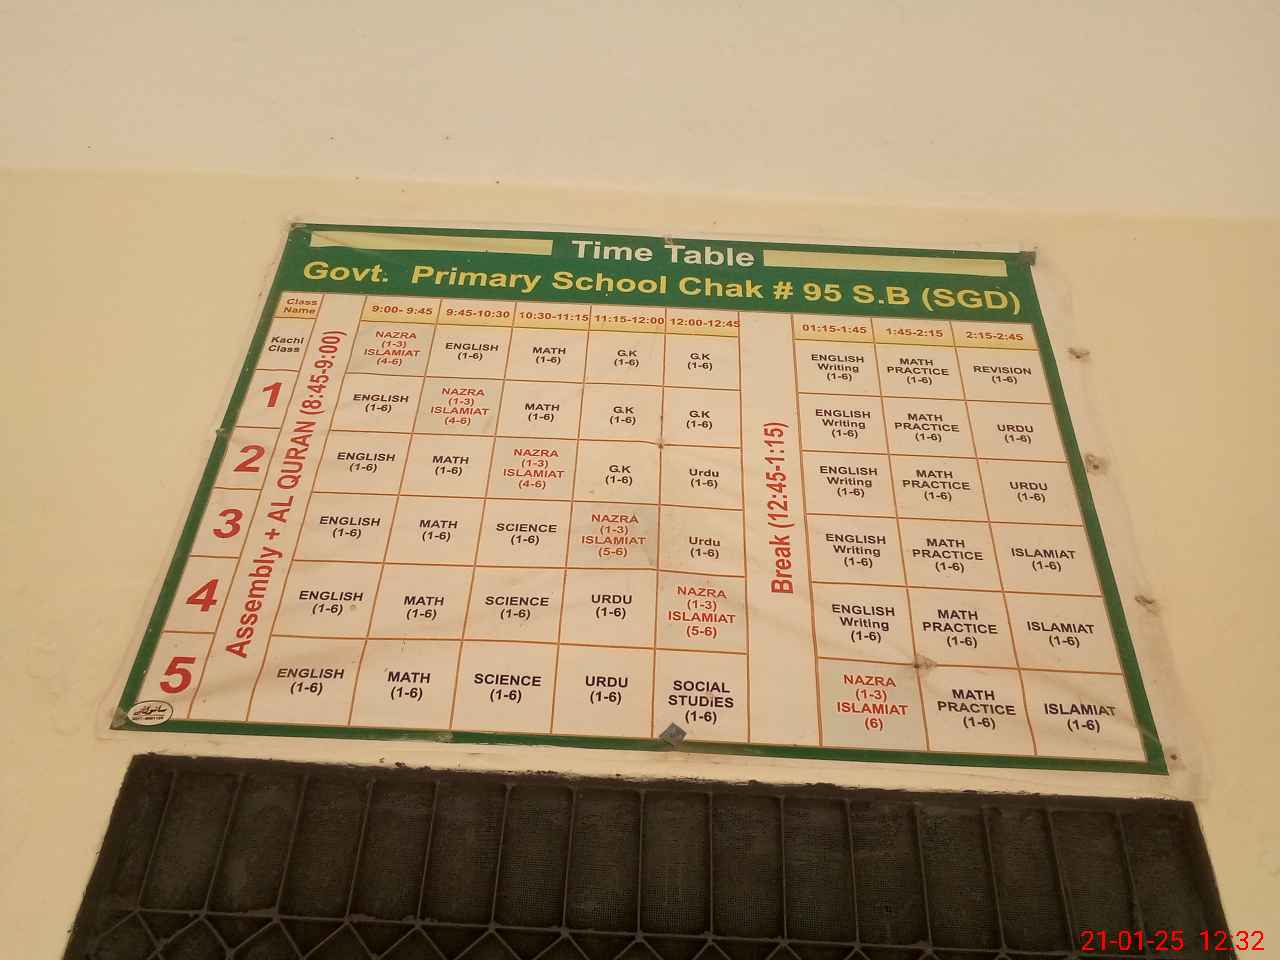 Time Table
Govt. Primary School Chak # 95 S.B (SGD)
Class Name
9:00- 9:45
9:45-10:30
10:30-11:15
11:15-12:00
12:00-12:45
01:15-1:45
1:45-2:15
2:15-2:45
Assembly + AL QURAN (8:45-9:00)
Break (12:45-1:15)
Kachi Class
NAZRA (1-3) ISLAMIAT (4-6)
ENGLISH (1-6)
MATH (1-6)
G.K (1-6)
G.K (1-6)
ENGLISH Writing (1-6)
MATH PRACTICE (1-6)
REVISION (1-6)
1
ENGLISH (1-6)
NAZRA (1-3) ISLAMIAT (4-6)
MATH (1-6)
G.K (1-6)
G.K (1-6)
ENGLISH Writing (1-6)
MATH PRACTICE (1-6)
URDU (1-6)
2
ENGLISH (1-6)
MATH (1-6)
NAZRA (1-3) ISLAMIAT (4-6)
G.K (1-6)
Urdu (1-6)
ENGLISH Writing (1-6)
MATH PRACTICE (1-6)
URDU (1-6)
3
ENGLISH (1-6)
MATH (1-6)
SCIENCE (1-6)
NAZRA (1-3) ISLAMIAT (5-6)
Urdu (1-6)
ENGLISH Writing (1-6)
MATH PRACTICE (1-6)
ISLAMIAT (1-6)
4
ENGLISH (1-6)
MATH (1-6)
SCIENCE (1-6)
URDU (1-6)
NAZRA (1-3) ISLAMIAT (5-6)
ENGLISH Writing (1-6)
MATH PRACTICE (1-6)
ISLAMIAT (1-6)
5
ENGLISH (1-6)
MATH (1-6)
SCIENCE (1-6)
URDU (1-6)
SOCIAL STUDIES (1-6)
NAZRA (1-3) ISLAMIAT (6)
MATH PRACTICE (1-6)
ISLAMIAT (1-6)
21-01-25 12:32